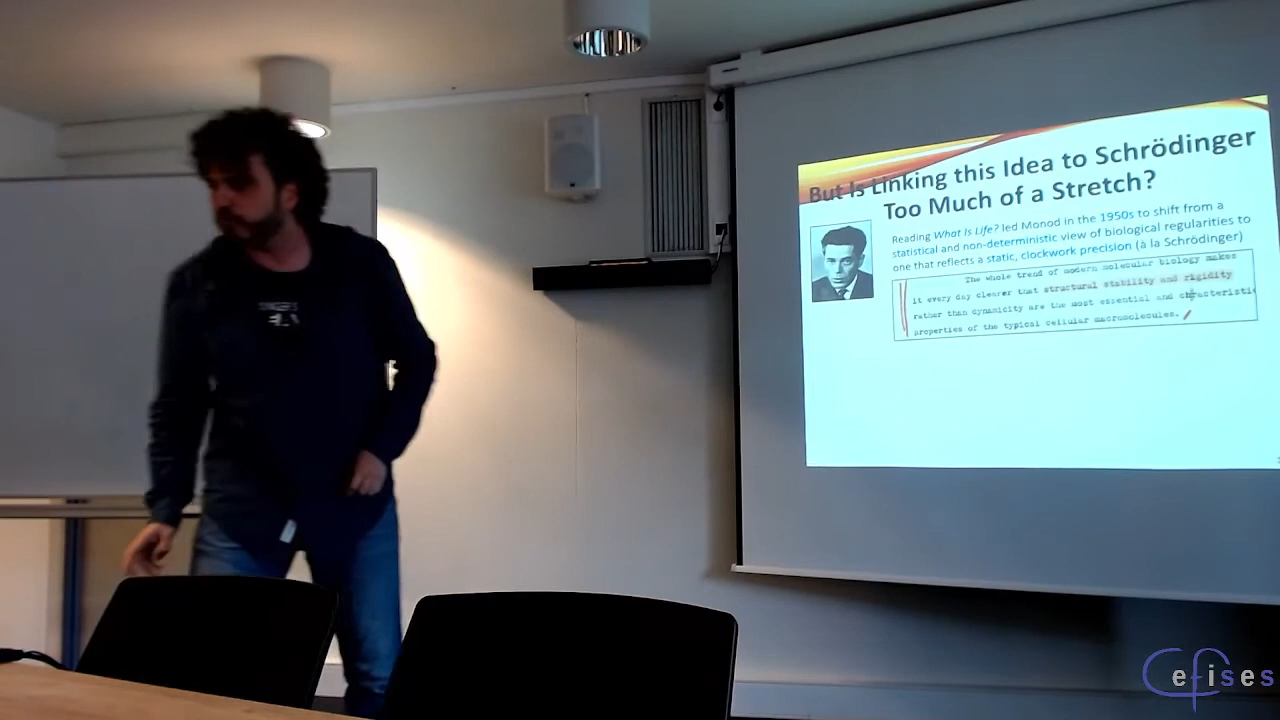 But Is Linking this Idea to Schrödinger
Too Much of a Stretch?
Reading What Is Life? led Monod in the 1950s to shift from a
statistical and non-deterministic view of biological regularities to
one that reflects a static, clockwork precision (à la Schrödinger)
The whole trend of modern molecular biology makes
it every day clearer that structural stability and rigidity
rather than dynamicity are the most essential and characteristic
properties of the typical cellular macromolecules.
efises